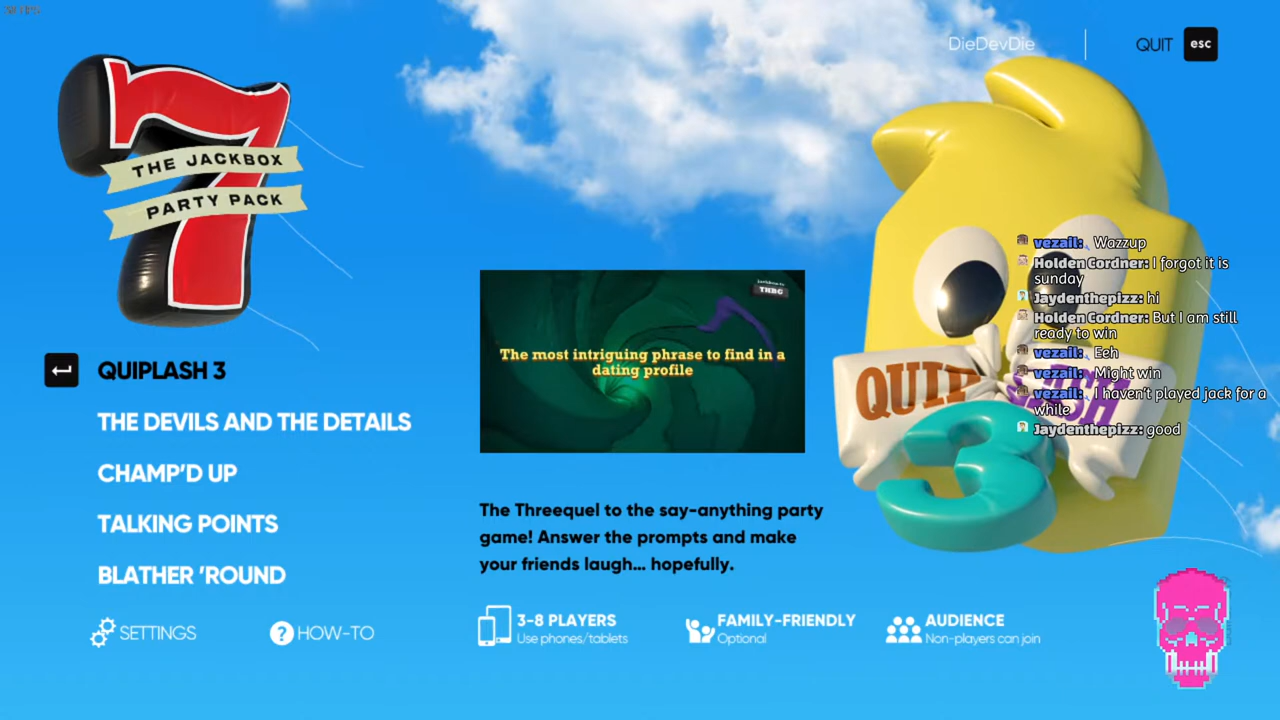 DieDevDie
QUIT esc
7
THE JACKBOX
PARTY PACK
QUIPLASH 3
THE DEVILS AND THE DETAILS
CHAMP'D UP
TALKING POINTS
BLATHER 'ROUND
SETTINGS
HOW-TO
THBG
The most intriguing phrase to find in a
dating profile
The Threequel to the say-anything party
game! Answer the prompts and make
your friends laugh... hopefully.
3-8 PLAYERS
Use phones/tablets
FAMILY-FRIENDLY
Optional
AUDIENCE
Non-players can join
QUIPLASH
3
vezail: Wazzup
Holden Cordner: I forgot it is
sunday
Jaydenthepizz: hi
Holden Cordner: But I am still
ready to win
vezail: Eeh
vezail: Might win
vezail: I haven't played jack for a
while
Jaydenthepizz: good